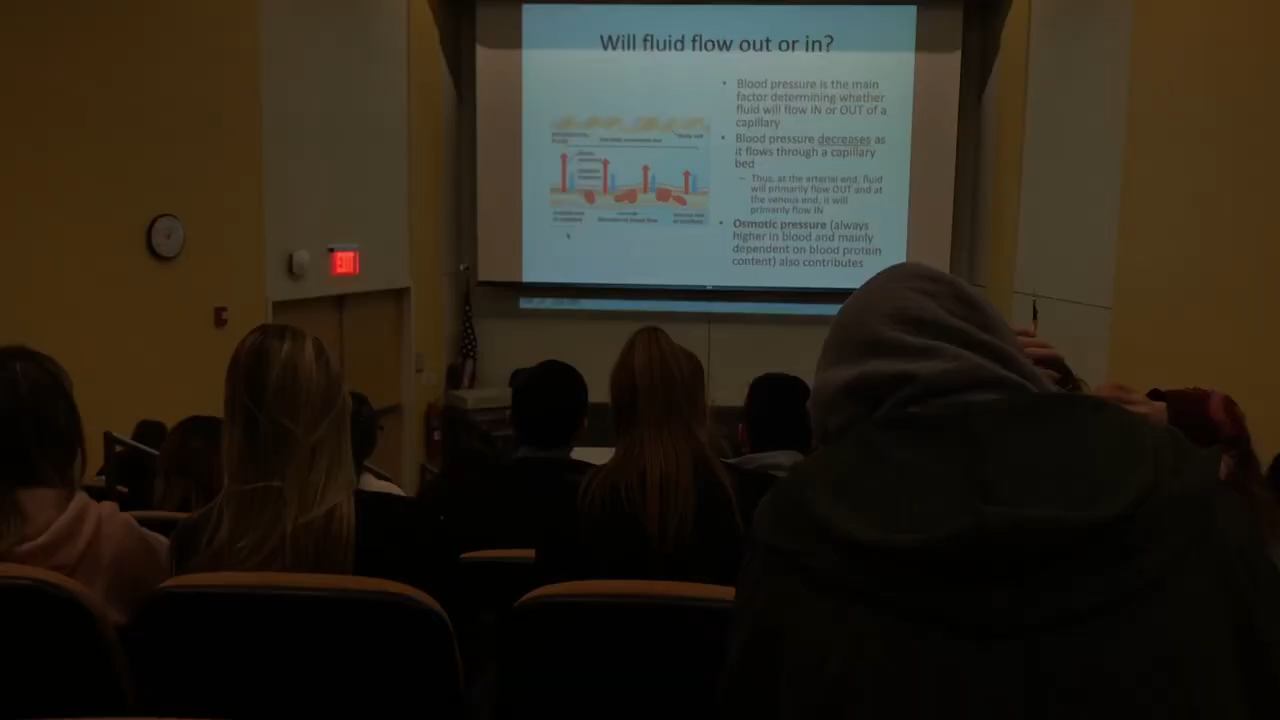 Will fluid flow out or in?
• Blood pressure is the main
factor determining whether
fluid will flow IN or OUT of a
capillary
• Blood pressure decreases as
it flows through a capillary
bed
– Thus, at the arterial end, fluid
will primarily flow OUT and at
the venous end, it will
primarily flow IN
• Osmotic pressure (always
higher in blood and mainly
dependent on blood protein
content) also contributes
EXIT